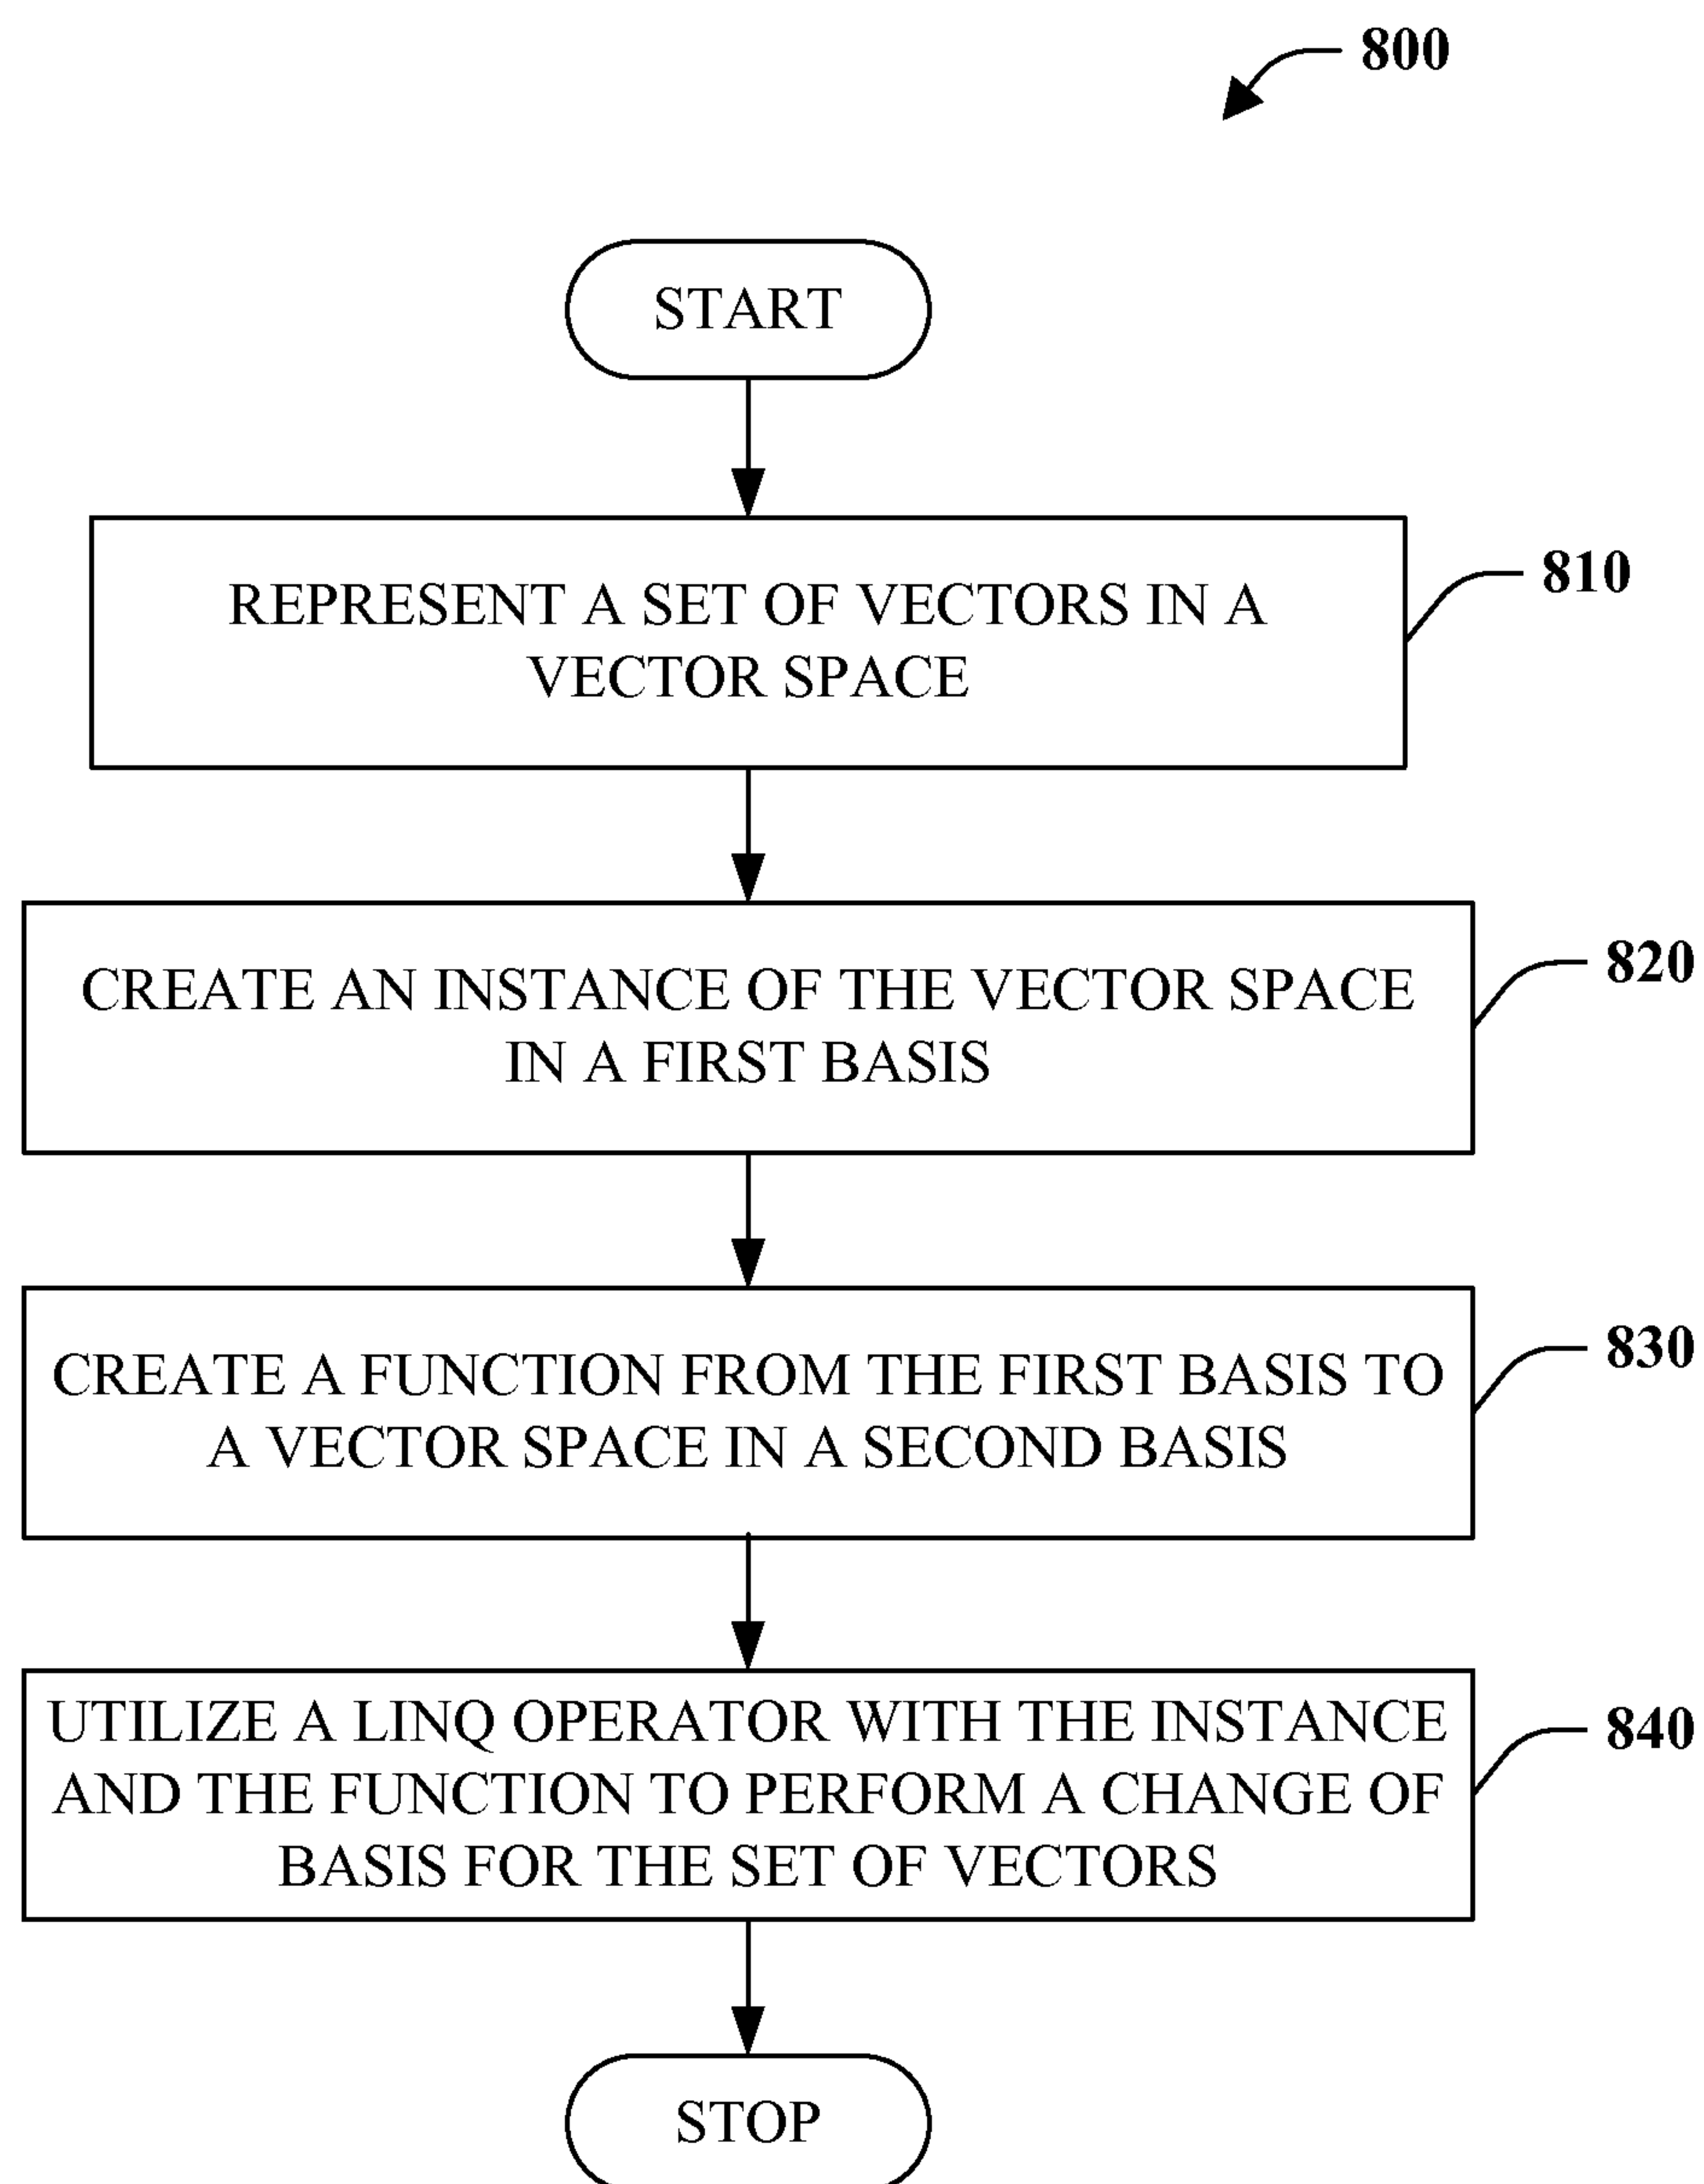 800
START
REPRESENT A SET OF VECTORS IN A
VECTOR SPACE
810
CREATE AN INSTANCE OF THE VECTOR SPACE
IN A FIRST BASIS
820
CREATE A FUNCTION FROM THE FIRST BASIS TO
A VECTOR SPACE IN A SECOND BASIS
830
UTILIZE A LINQ OPERATOR WITH THE INSTANCE
AND THE FUNCTION TO PERFORM A CHANGE OF
BASIS FOR THE SET OF VECTORS
840
STOP